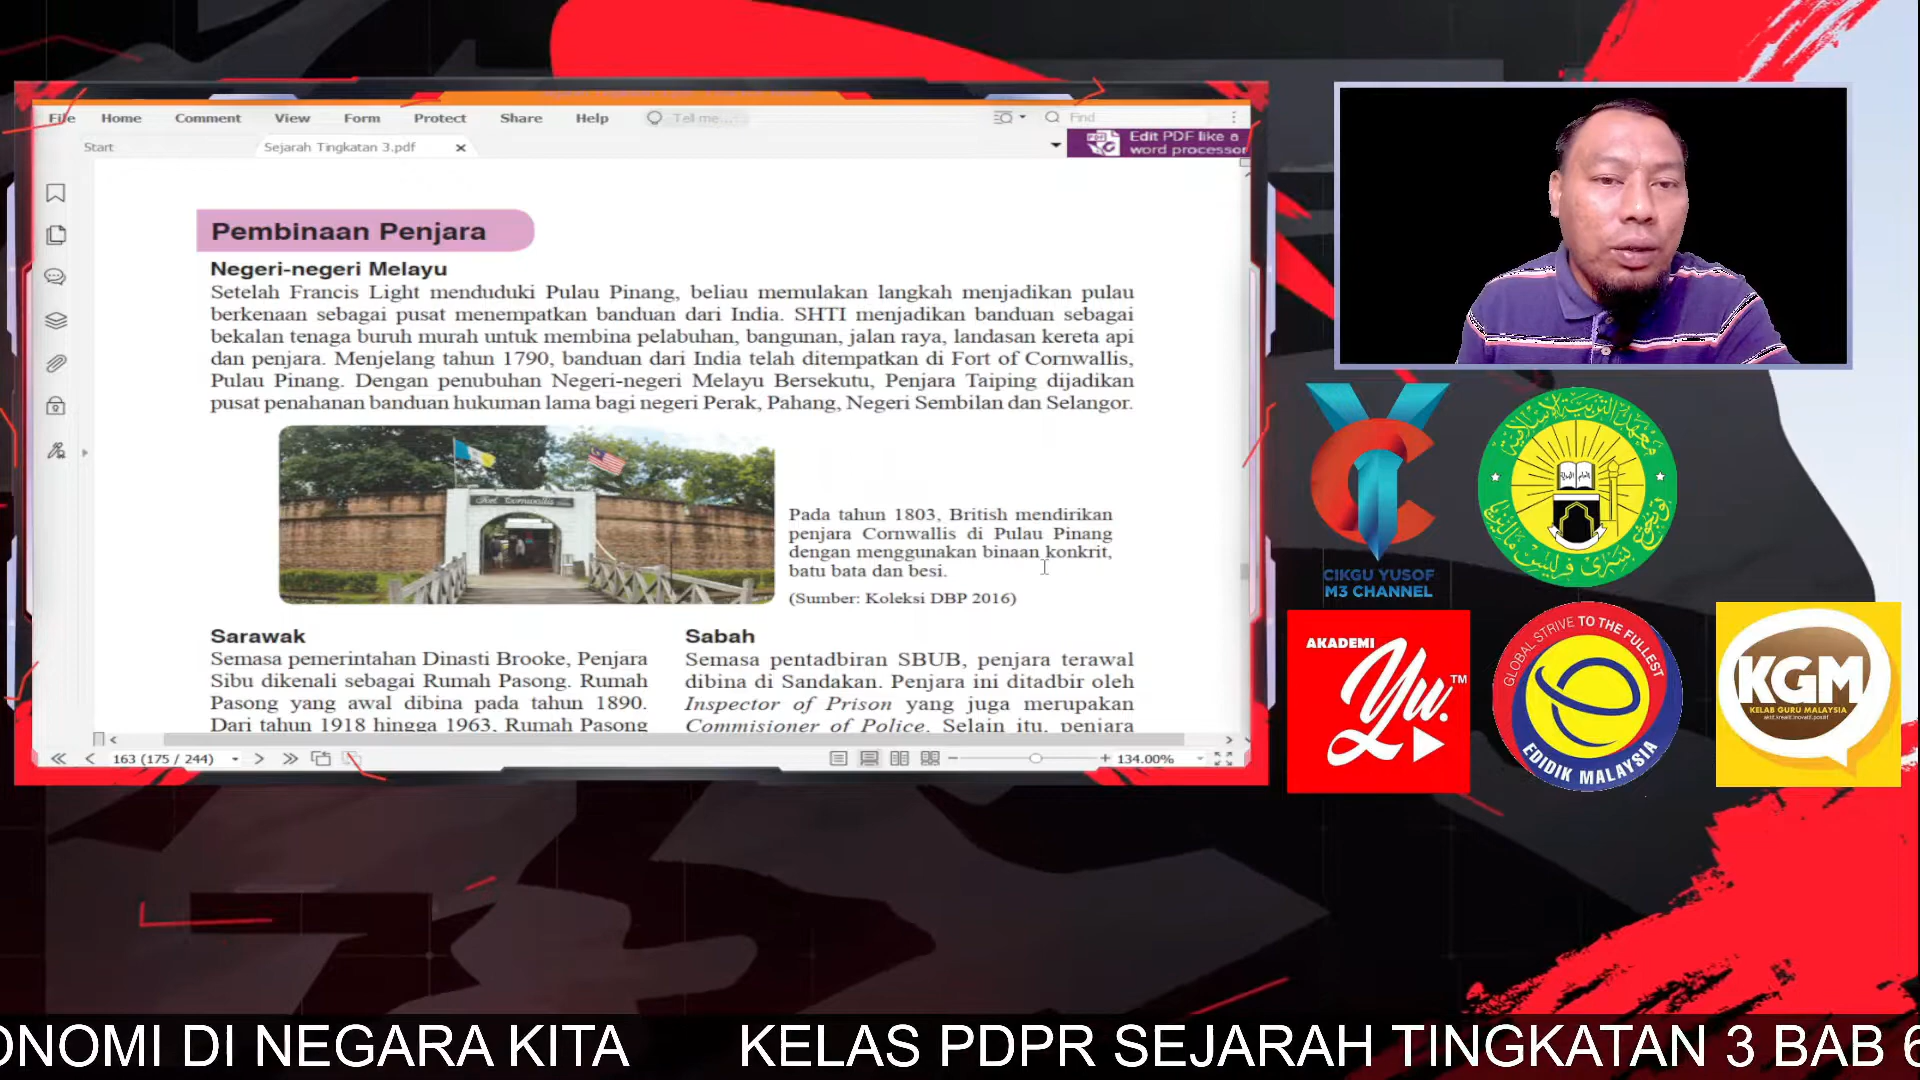 File Home Comment View Form Protect Share Help Tell me... Find
Start Sejarah Tingkatan 3.pdf
Edit PDF like a
word processor
Pembinaan Penjara
Negeri-negeri Melayu
Setelah Francis Light menduduki Pulau Pinang, beliau memulakan langkah menjadikan pulau
berkenaan sebagai pusat menempatkan banduan dari India. SHTI menjadikan banduan sebagai
bekalan tenaga buruh murah untuk membina pelabuhan, bangunan, jalan raya, landasan kereta api
dan penjara. Menjelang tahun 1790, banduan dari India telah ditempatkan di Fort of Cornwallis,
Pulau Pinang. Dengan penubuhan Negeri-negeri Melayu Bersekutu, Penjara Taiping dijadikan
pusat penahanan banduan hukuman lama bagi negeri Perak, Pahang, Negeri Sembilan dan Selangor.
Fort Cornwallis
Pada tahun 1803, British mendirikan
penjara Cornwallis di Pulau Pinang
dengan menggunakan binaan konkrit,
batu bata dan besi.
(Sumber: Koleksi DBP 2016)
Sarawak
Semasa pemerintahan Dinasti Brooke, Penjara
Sibu dikenali sebagai Rumah Pasong. Rumah
Pasong yang awal dibina pada tahun 1890.
Dari tahun 1918 hingga 1963, Rumah Pasong
Sabah
Semasa pentadbiran SBUB, penjara terawal
dibina di Sandakan. Penjara ini ditadbir oleh
Inspector of Prison yang juga merupakan
Commisioner of Police. Selain itu, penjara
163 (175 / 244)
134.00%
CIKGU YUSOF
M3 CHANNEL
AKADEMI
Yu.
TM
GLOBAL STRIVE TO THE FULLEST
EDIDIK MALAYSIA
KGM
KELAB GURU MALAYSIA
ONOMI DI NEGARA KITA KELAS PDPR SEJARAH TINGKATAN 3 BAB 6